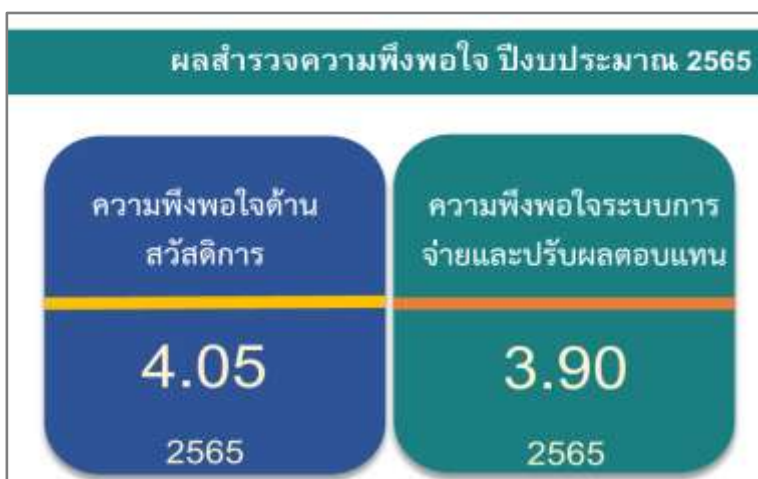 ผลสำรวจความพึงพอใจ ปีงบประมาณ 2565
ความพึงพอใจด้าน
สวัสดิการ
4.05
2565
ความพึงพอใจระบบการ
จ่ายและปรับผลตอบแทน
3.90
2565